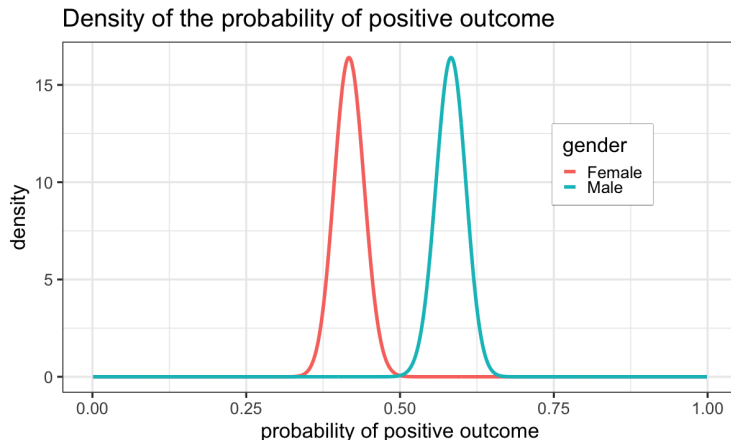 Density of the probability of positive outcome
15
10
5
0
density
gender
Female
Male
0.00 0.25 0.50 0.75 1.00
probability of positive outcome